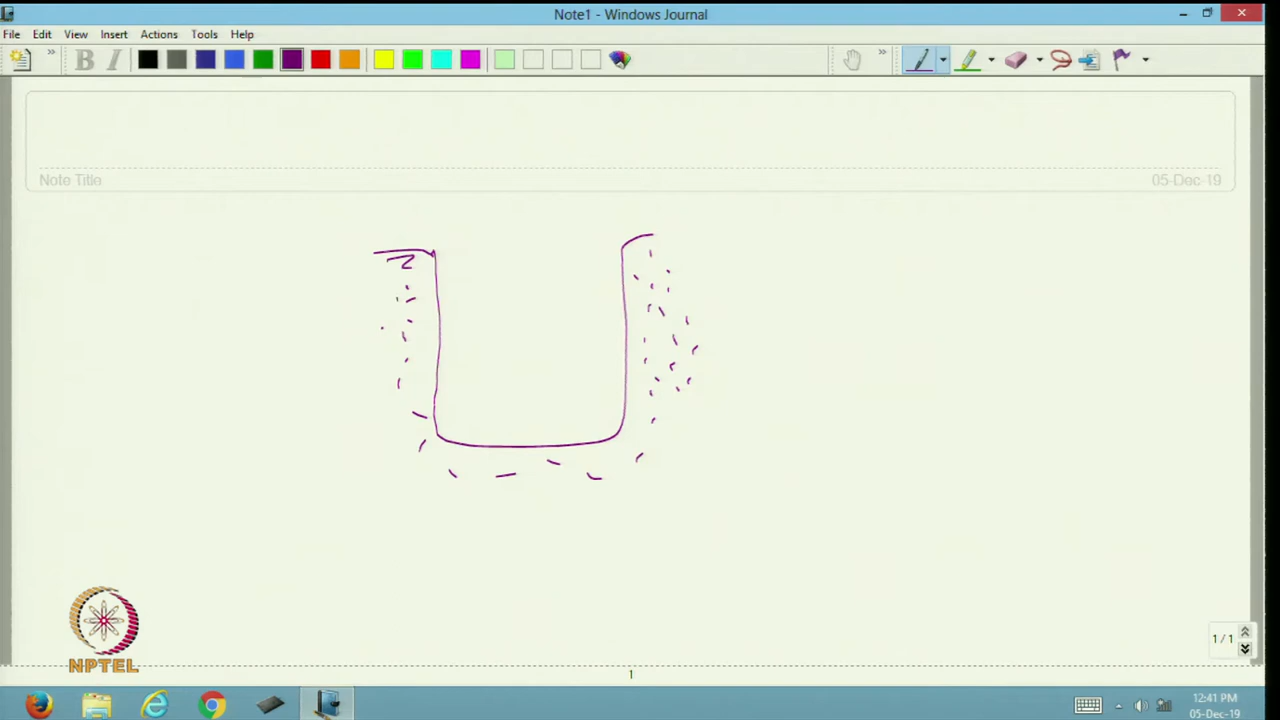 Note1 - Windows Journal
File Edit View Insert Actions Tools Help
B I
Note Title
05-Dec-19
NPTEL
1 / 1
1
12:41 PM
05-Dec-19